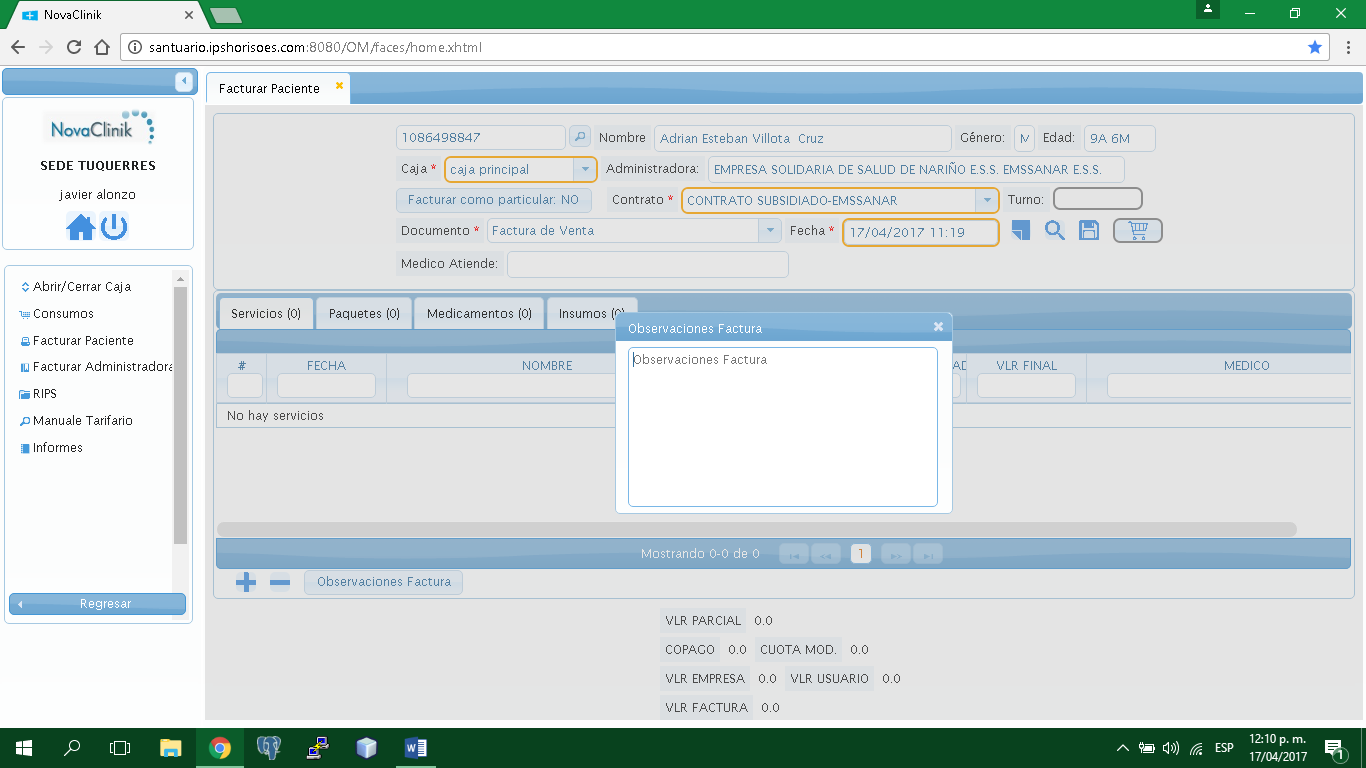 NovaClinik
santuario.ipshorisoes.com:8080/OM/faces/home.xhtml
NovaClinik
SEDE TUQUERRES
javier alonzo
Abrir/Cerrar Caja
Consumos
Facturar Paciente
Facturar Administradora
RIPS
Manuale Tarifario
Informes
Regresar
Facturar Paciente
1086498847 Nombre Adrian Esteban Villota Cruz Género: M Edad: 9A 6M
Caja * caja principal Administradora: EMPRESA SOLIDARIA DE SALUD DE NARIÑO E.S.S. EMSSANAR E.S.S.
Facturar como particular: NO Contrato * CONTRATO SUBSIDIADO-EMSSANAR Turno:
Documento * Factura de Venta Fecha * 17/04/2017 11:19
Medico Atiende:
Servicios (0) Paquetes (0) Medicamentos (0) Insumos (0)
# FECHA NOMBRE VLR FINAL MEDICO
No hay servicios
Observaciones Factura
Observaciones Factura
Mostrando 0-0 de 0 1
Observaciones Factura
VLR PARCIAL 0.0
COPAGO 0.0 CUOTA MOD. 0.0
VLR EMPRESA 0.0 VLR USUARIO 0.0
VLR FACTURA 0.0
ESP 12:10 p. m.
17/04/2017
1